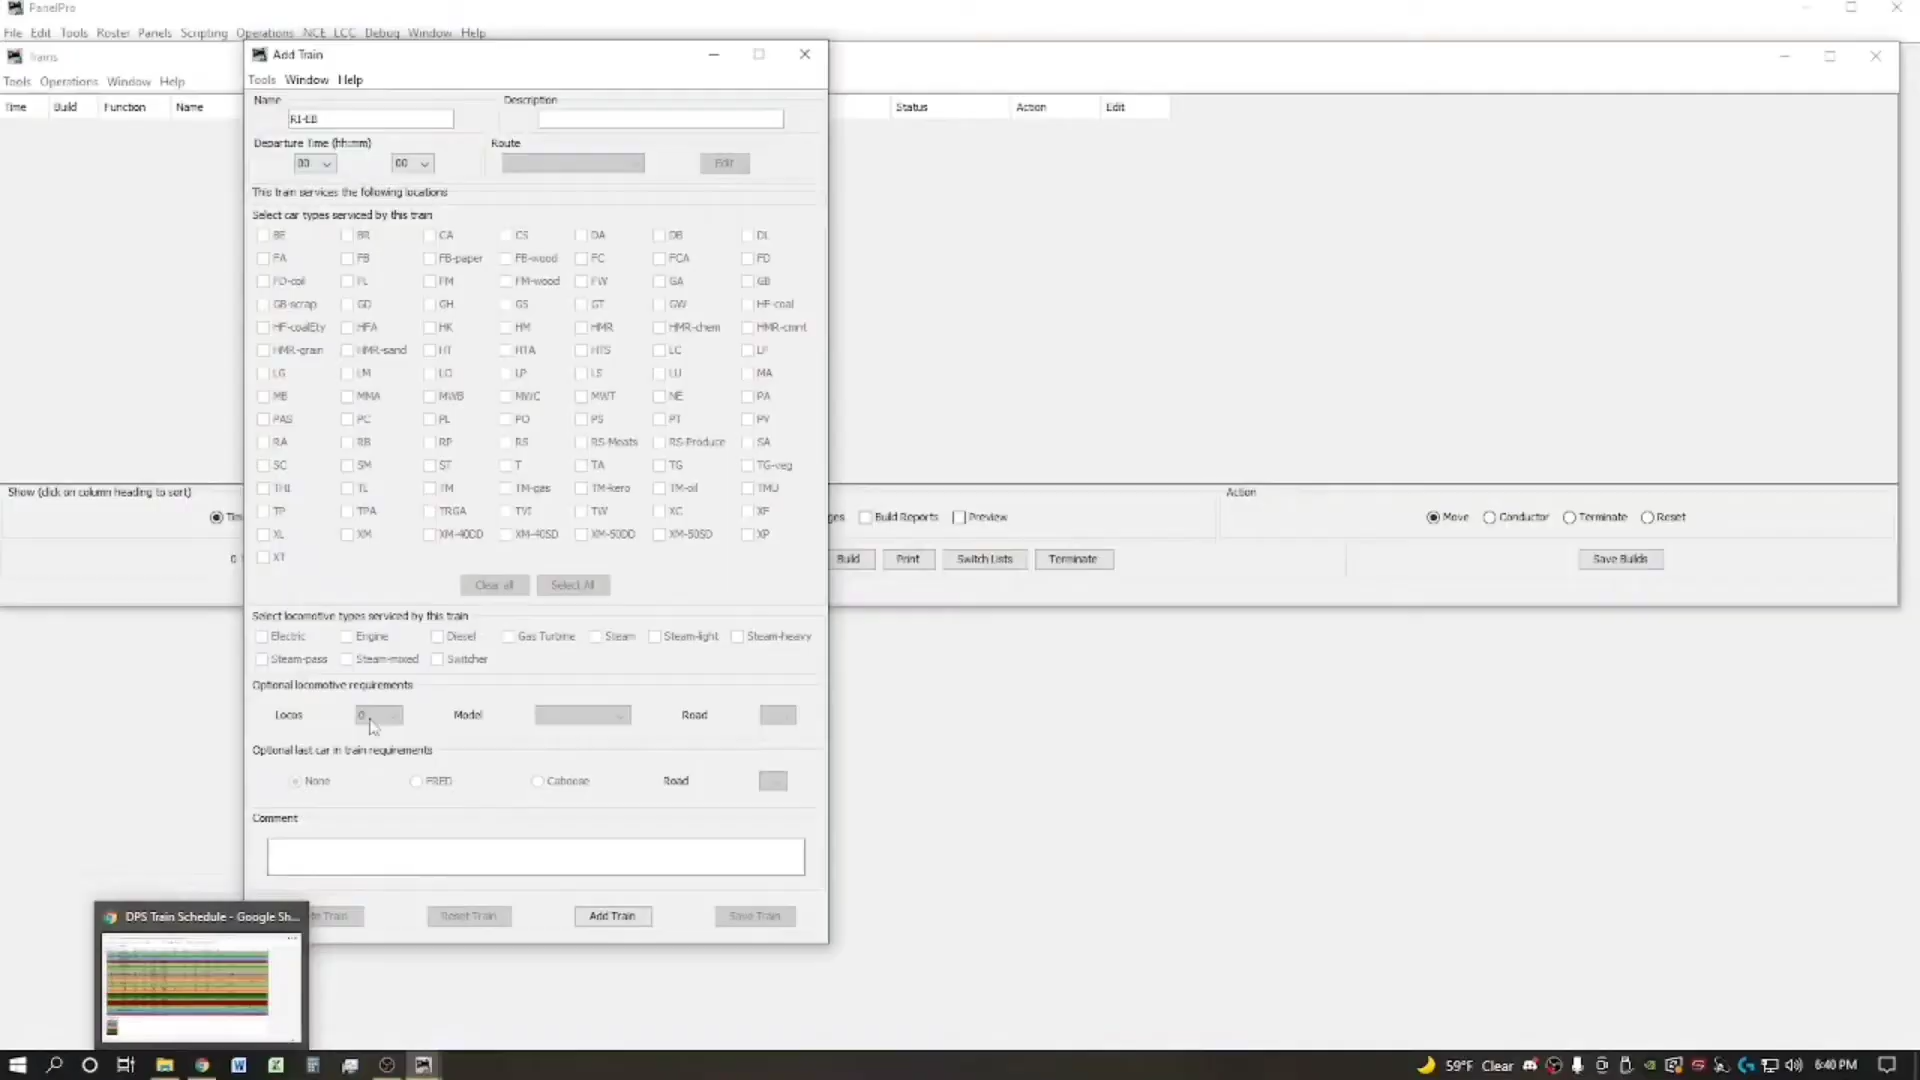 PanelPro
File Edit Tools Roster Panels Scripting Operations NCE LCC Debug Window Help
Trains
Tools Operations Window Help
Time Build Function Name Status Action Edit
Add Train
Tools Window Help
Name Description
R1-EB
Departure Time (hh:mm) Route
00 00 Edit
This train services the following locations
Select car types serviced by this train
BE BR CA CS DA DB DL
FA FB FB-paper FB-wood FC FCA FD
FD-coil FL FM FM-wood FW GA GB
GB-scrap GD GH GS GT GW HF-coal
HF-coalEty HFA HK HM HMR HMR-chem HMR-cmnt
HMR-grain HMR-sand HT HTA HTS LC LF
LG LM LO LP LS LU MA
MB MMA MWB MWC MWT NE PA
PAS PC PL PO PS PT PV
RA RB RP RS RS-Meats RS-Produce SA
SC SM ST T TA TG TG-veg
THI TL TM TM-gas TM-kero TM-oil TMU
TP TPA TRGA TVI TW XC XF
XL XM XM-40DD XM-40SD XM-50DD XM-50SD XP
XT
Clear all Select All
Select locomotive types serviced by this train
Electric Engine Diesel Gas Turbine Steam Steam-light Steam-heavy
Steam-pass Steam-mixed Switcher
Optional locomotive requirements
Locos 0 Model Road
Optional last car in train requirements
None FRED Caboose Road
Comment
Reset Train Add Train Save Train
Show (click on column heading to sort) Action
Build Reports Preview Move Conductor Terminate Reset
Build Print Switch Lists Terminate Save Builds
DPS Train Schedule - Google Sh...
59°F Clear 6:40 PM